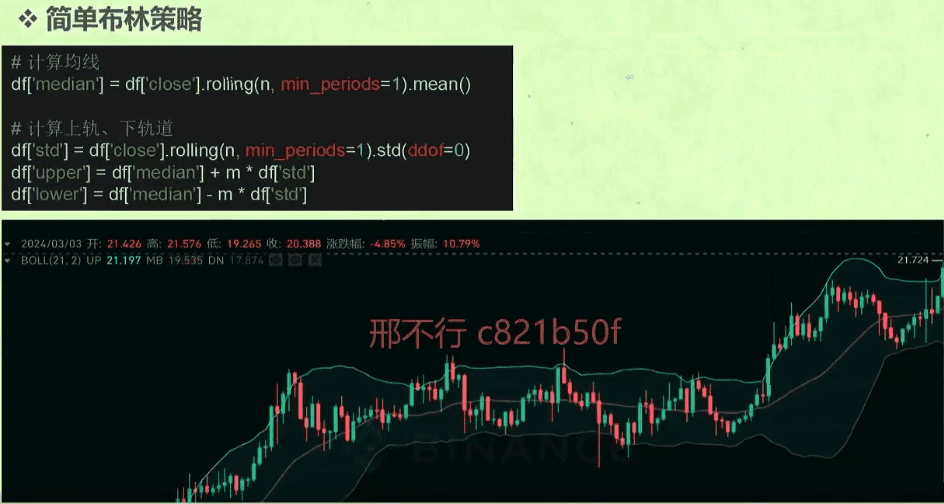 ❖ 简单布林策略
# 计算均线
df['median'] = df['close'].rolling(n, min_periods=1).mean()
# 计算上轨、下轨道
df['std'] = df['close'].rolling(n, min_periods=1).std(ddof=0)
df['upper'] = df['median'] + m * df['std']
df['lower'] = df['median'] - m * df['std']
2024/03/03 开: 21.426 高: 21.576 低: 19.265 收: 20.388 涨跌幅: -4.85% 振幅: 10.79%
BOLL(21, 2) UP 21.197 MB 19.535 DN 17.874
21.724
邢不行 c821b50f
BINANCE